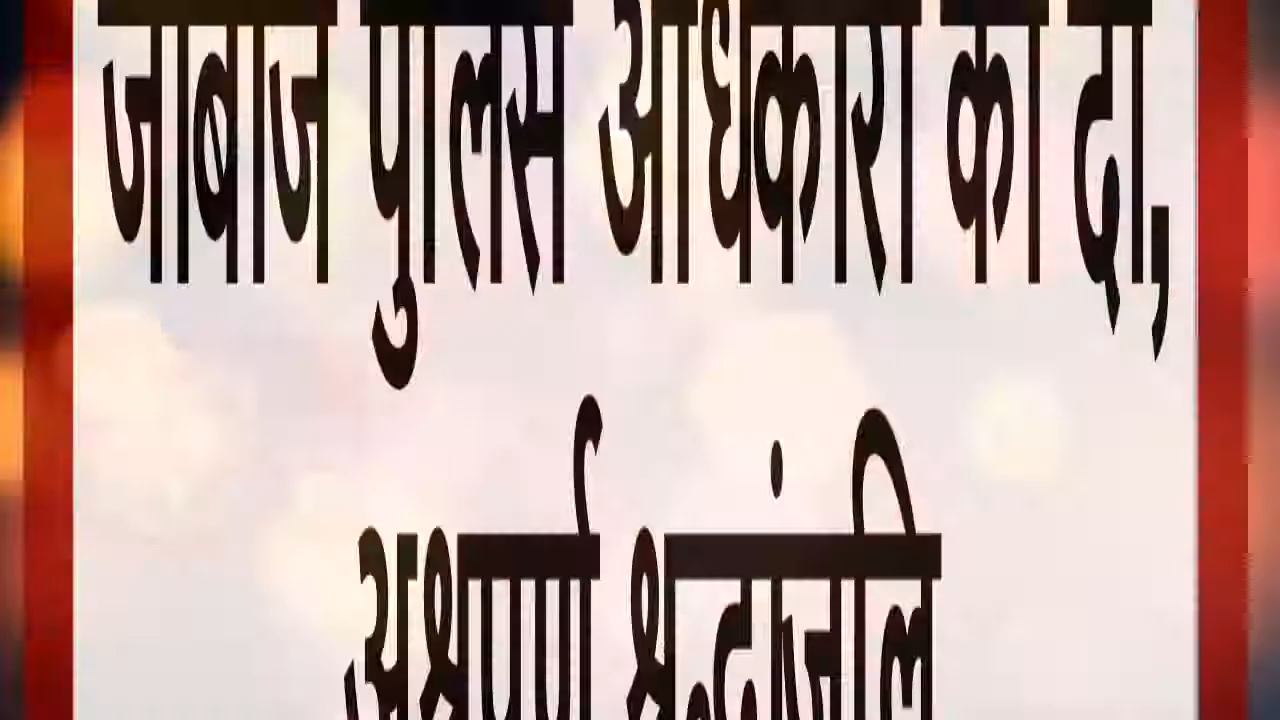 जांबाज पुलिस अधिकारी को दी,
अश्रुपूर्ण श्रद्धांजलि